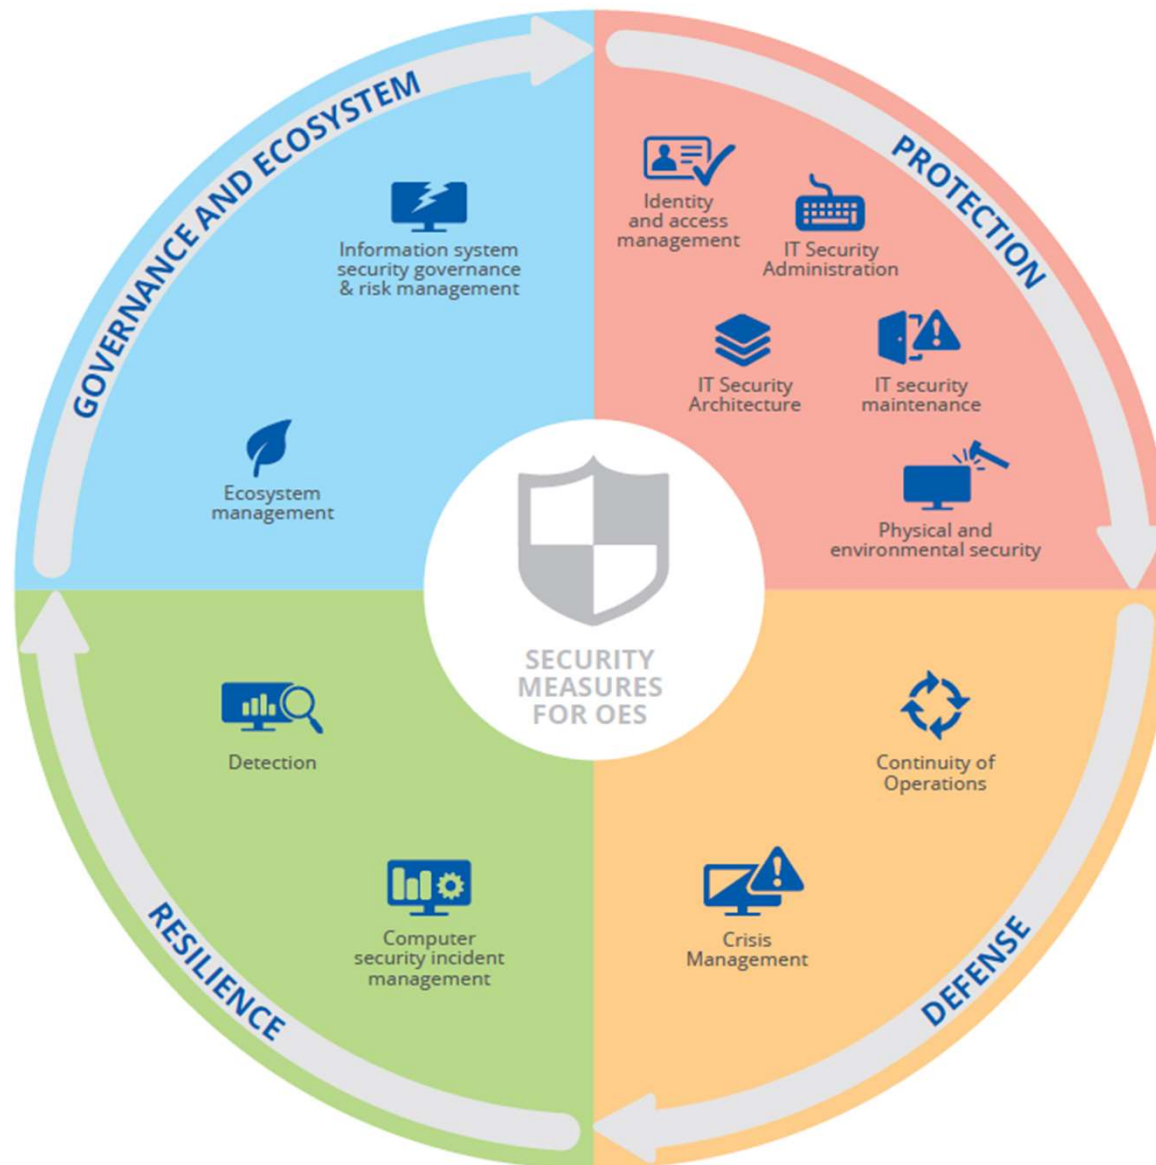 GOVERNANCE AND ECOSYSTEM
Information system
security governance
& risk management
Ecosystem
management
PROTECTION
Identity
and access
management
IT Security
Administration
IT Security
Architecture
IT security
maintenance
Physical and
environmental security
SECURITY
MEASURES
FOR OES
DEFENSE
Continuity of
Operations
Crisis
Management
RESILIENCE
Detection
Computer
security incident
management